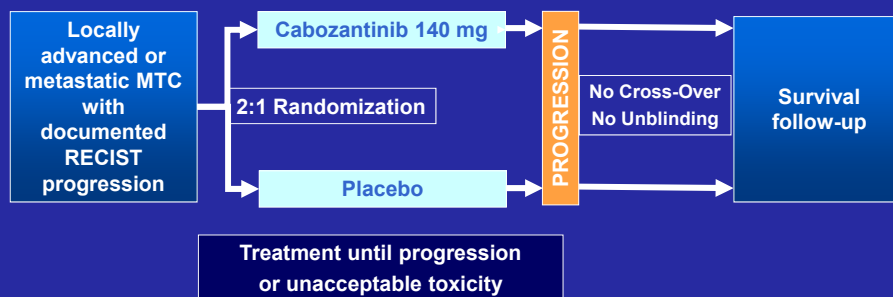 Locally
advanced or
metastatic MTC
with
documented
RECIST
progression
Cabozantinib 140 mg
2:1 Randomization
Placebo
PROGRESSION
No Cross-Over
No Unblinding
Survival
follow-up
Treatment until progression
or unacceptable toxicity